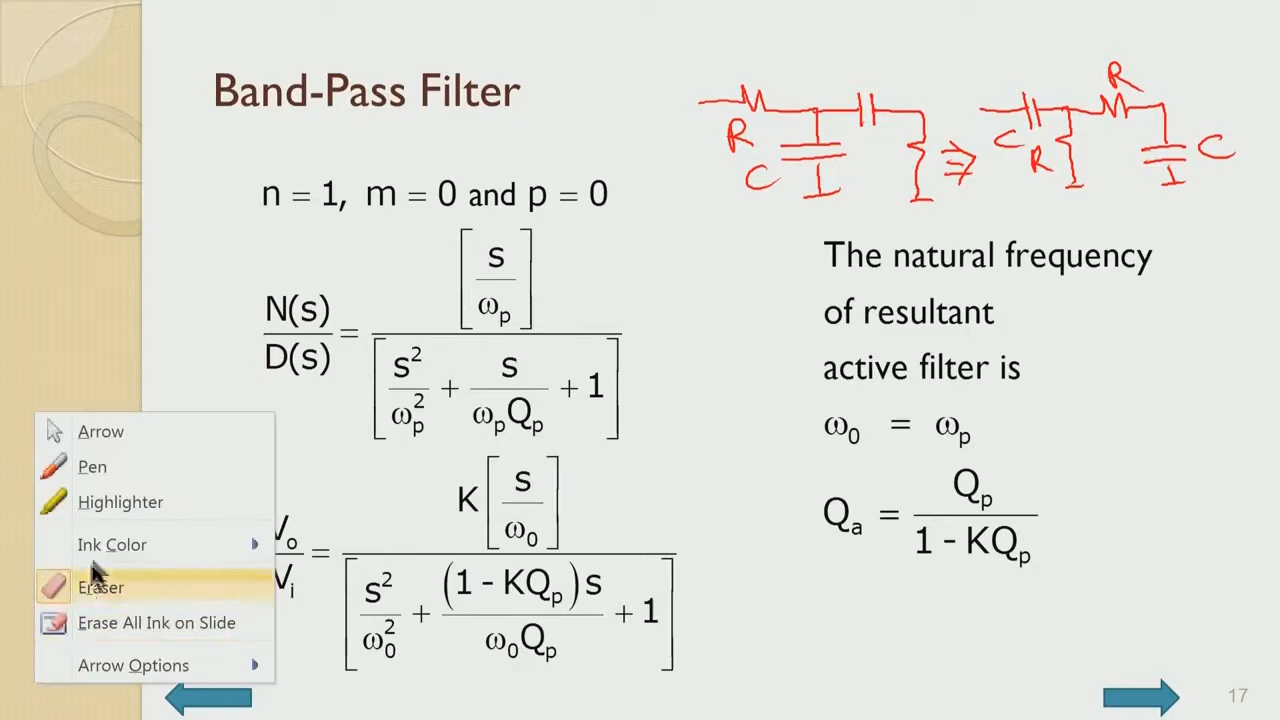 Band-Pass Filter
R
C
C
R
R
C
n = 1, m = 0 and p = 0
N(s)/D(s) = [s/ωp] / [s²/ωp² + s/(ωpQp) + 1]
Vo/Vi = K[s/ω0] / [s²/ω0² + (1 - KQp)s/(ω0Qp) + 1]
The natural frequency
of resultant
active filter is
ω0 = ωp
Qa = Qp/(1 - KQp)
Arrow
Pen
Highlighter
Ink Color
Eraser
Erase All Ink on Slide
Arrow Options
17